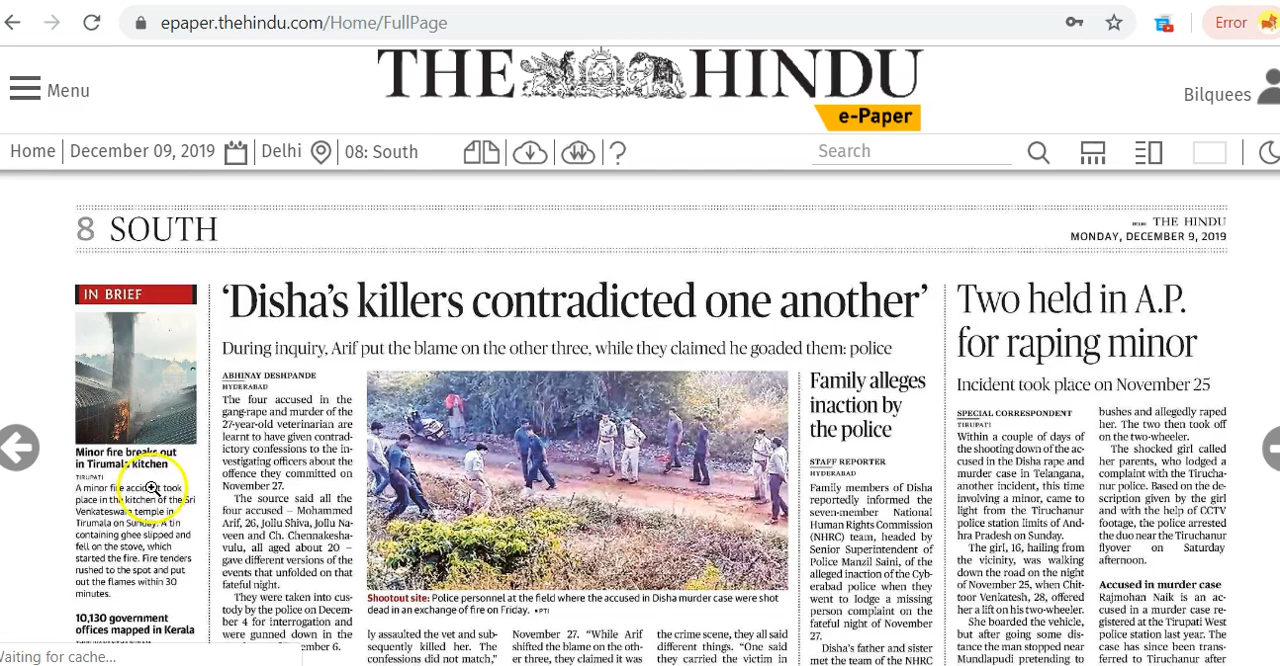 epaper.thehindu.com/Home/FullPage
Error
Menu
THE HINDU
e-Paper
Bilquees
Home
December 09, 2019
Delhi
08: South
?
Search
8 SOUTH
THE HINDU
MONDAY, DECEMBER 9, 2019
IN BRIEF
Minor fire breaks out
in Tirumala kitchen
TIRUPATI
A minor fire accident took
place in the kitchen of the Sri
Venkateswara temple in
Tirumala on Sunday. A tin
containing ghee slipped and
fell on the stove, which
started the fire. Fire tenders
rushed to the spot and put
out the flames within 30
minutes.
10,130 government
offices mapped in Kerala
‘Disha’s killers contradicted one another’
During inquiry, Arif put the blame on the other three, while they claimed he goaded them: police
ABHINAY DESHPANDE
HYDERABAD
The four accused in the
gang-rape and murder of the
27-year-old veterinarian are
learnt to have given contrad-
ictory confessions to the in-
vestigating officers about the
offence they committed on
November 27.
The source said all the
four accused – Mohammed
Arif, 26, Jollu Shiva, Jollu Na-
veen and Ch. Chennakesha-
vulu, all aged about 20 –
gave different versions of the
events that unfolded on that
fateful night.
They were taken into cus-
tody by the police on Decem-
ber 4 for interrogation and
were gunned down in the
ember 6.
Shootout site: Police personnel at the field where the accused in Disha murder case were shot
dead in an exchange of fire on Friday. PTI
ly assaulted the vet and sub-
sequently killed her. The
confessions did not match,”
November 27. “While Arif
shifted the blame on the oth-
er three, they claimed it was
the crime scene, they all said
different things. “One said
they carried the victim in
Family alleges
inaction by
the police
STAFF REPORTER
HYDERABAD
Family members of Disha
reportedly informed the
seven-member National
Human Rights Commission
(NHRC) team, headed by
Senior Superintendent of
Police Manzil Saini, of the
alleged inaction of the Cyb-
erabad police when they
went to lodge a missing
person complaint on the
fateful night of November
27.
Disha’s father and sister
met the team of the NHRC
Two held in A.P.
for raping minor
Incident took place on November 25
SPECIAL CORRESPONDENT
TIRUPATI
Within a couple of days of
the shooting down of the ac-
cused in the Disha rape and
murder case in Telangana,
another incident, this time
involving a minor, came to
light from the Tiruchanur
police station limits of And-
hra Pradesh on Sunday.
The girl, 16, hailing from
the vicinity, was walking
down the road on the night
of November 25, when Chit-
toor Venkatesh, 28, offered
her a lift on his two-wheeler.
She boarded the vehicle,
but after going some dis-
tance the man stopped near
Mundlapudi pretending to
bushes and allegedly raped
her. The two then took off
on the two-wheeler.
The shocked girl called
her parents, who lodged a
complaint with the Tirucha-
nur police. Based on the de-
scription given by the girl
and with the help of CCTV
footage, the police arrested
the duo near the Tiruchanur
flyover on Saturday
afternoon.
Accused in murder case
Rajmohan Naik is an ac-
cused in a murder case re-
gistered at the Tirupati West
police station last year. The
case has since been trans-
ferred to Tiruchanur after
Waiting for cache...